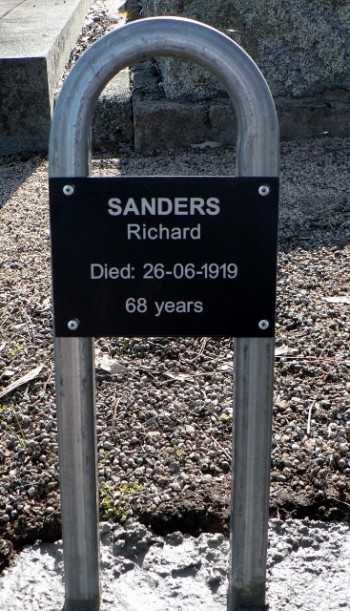 SANDERS
Richard
Died: 26-06-1919
68 years